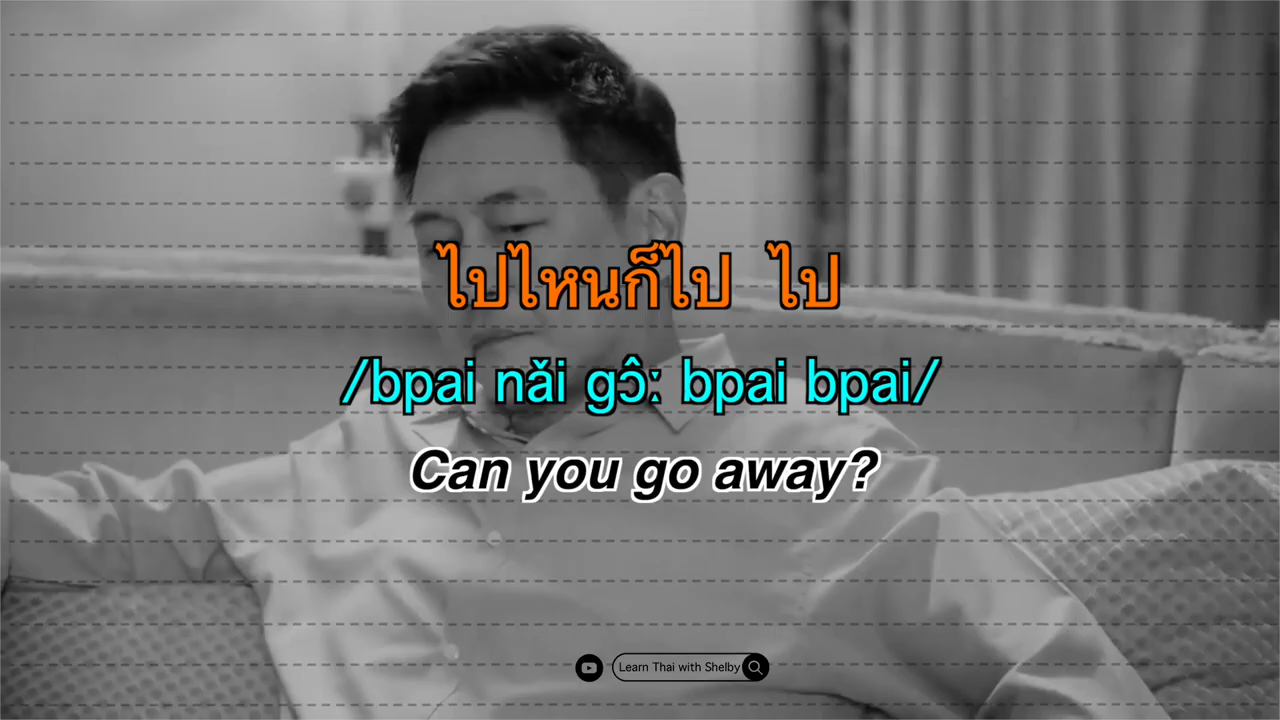 ไปไหนก็ไป ไป
/bpai nǎi gɔ̂ː bpai bpai/
Can you go away?
Learn Thai with Shelby